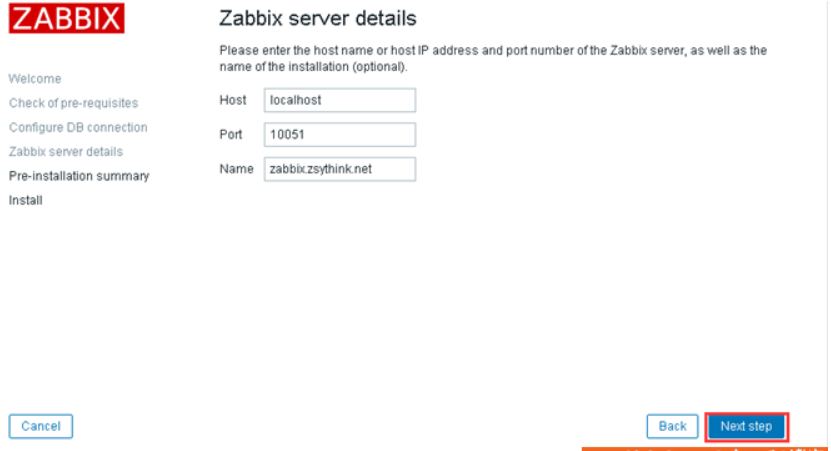 ZABBIX
Welcome
Check of pre-requisites
Configure DB connection
Zabbix server details
Pre-installation summary
Install
Zabbix server details
Please enter the host name or host IP address and port number of the Zabbix server, as well as the
name of the installation (optional).
Host localhost
Port 10051
Name zabbix.zsythink.net
Cancel
Back
Next step